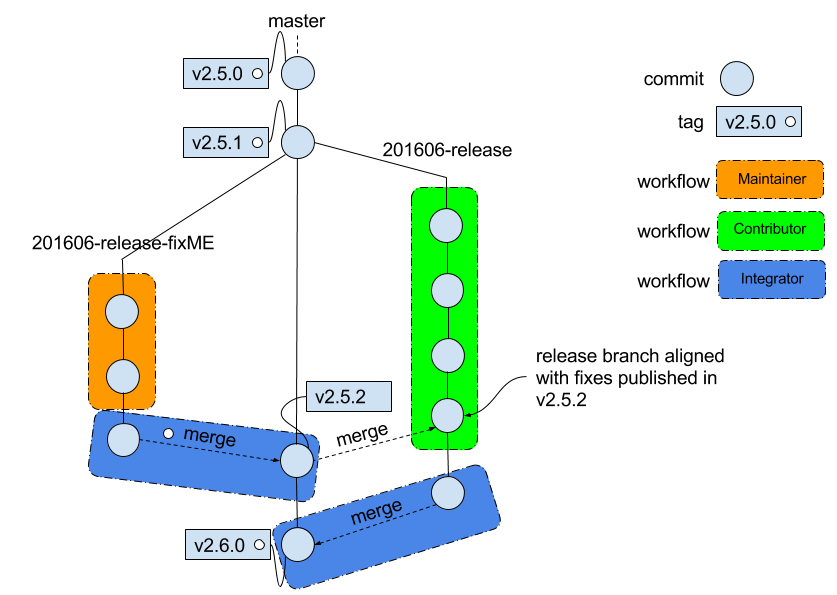 master
v2.5.0
commit
v2.5.1
tag
v2.5.0
201606-release
workflow
Maintainer
workflow
Contributor
201606-release-fixME
workflow
Integrator
release branch aligned
with fixes published in
v2.5.2
v2.5.2
merge
merge
merge
v2.6.0